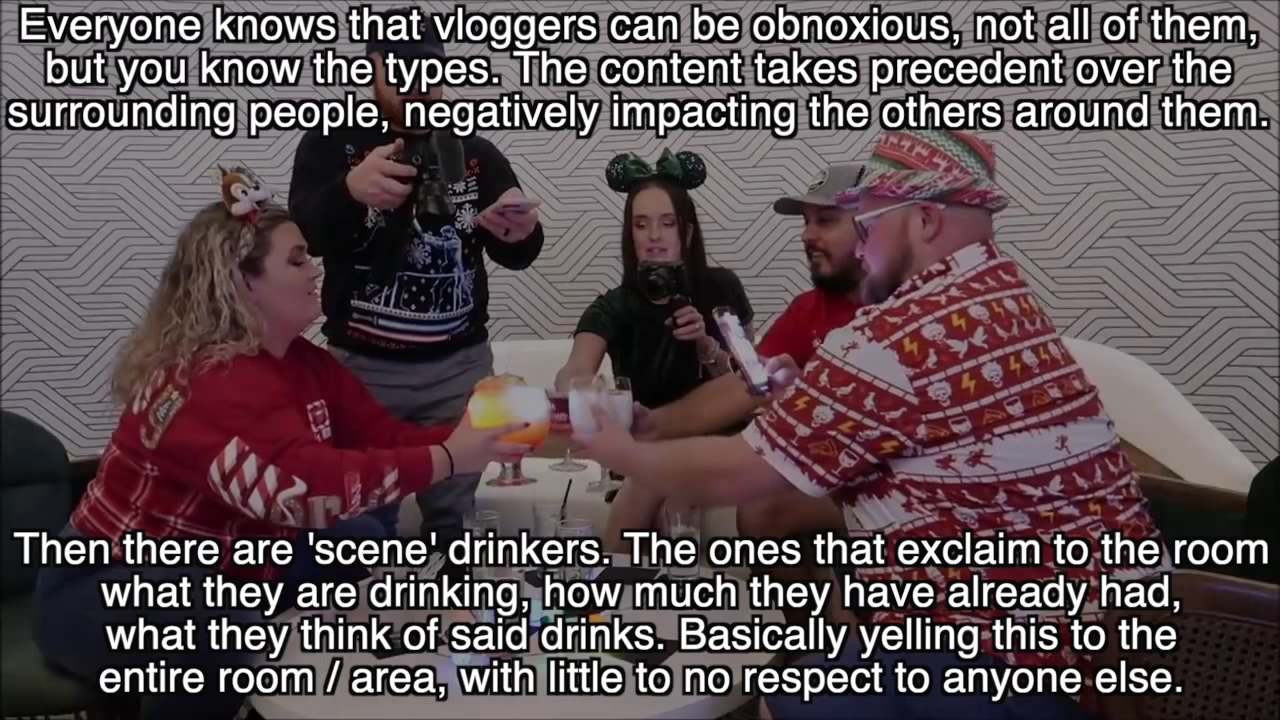 Everyone knows that vloggers can be obnoxious, not all of them,
but you know the types. The content takes precedent over the
surrounding people, negatively impacting the others around them.
Then there are 'scene' drinkers. The ones that exclaim to the room
what they are drinking, how much they have already had,
what they think of said drinks. Basically yelling this to the
entire room / area, with little to no respect to anyone else.